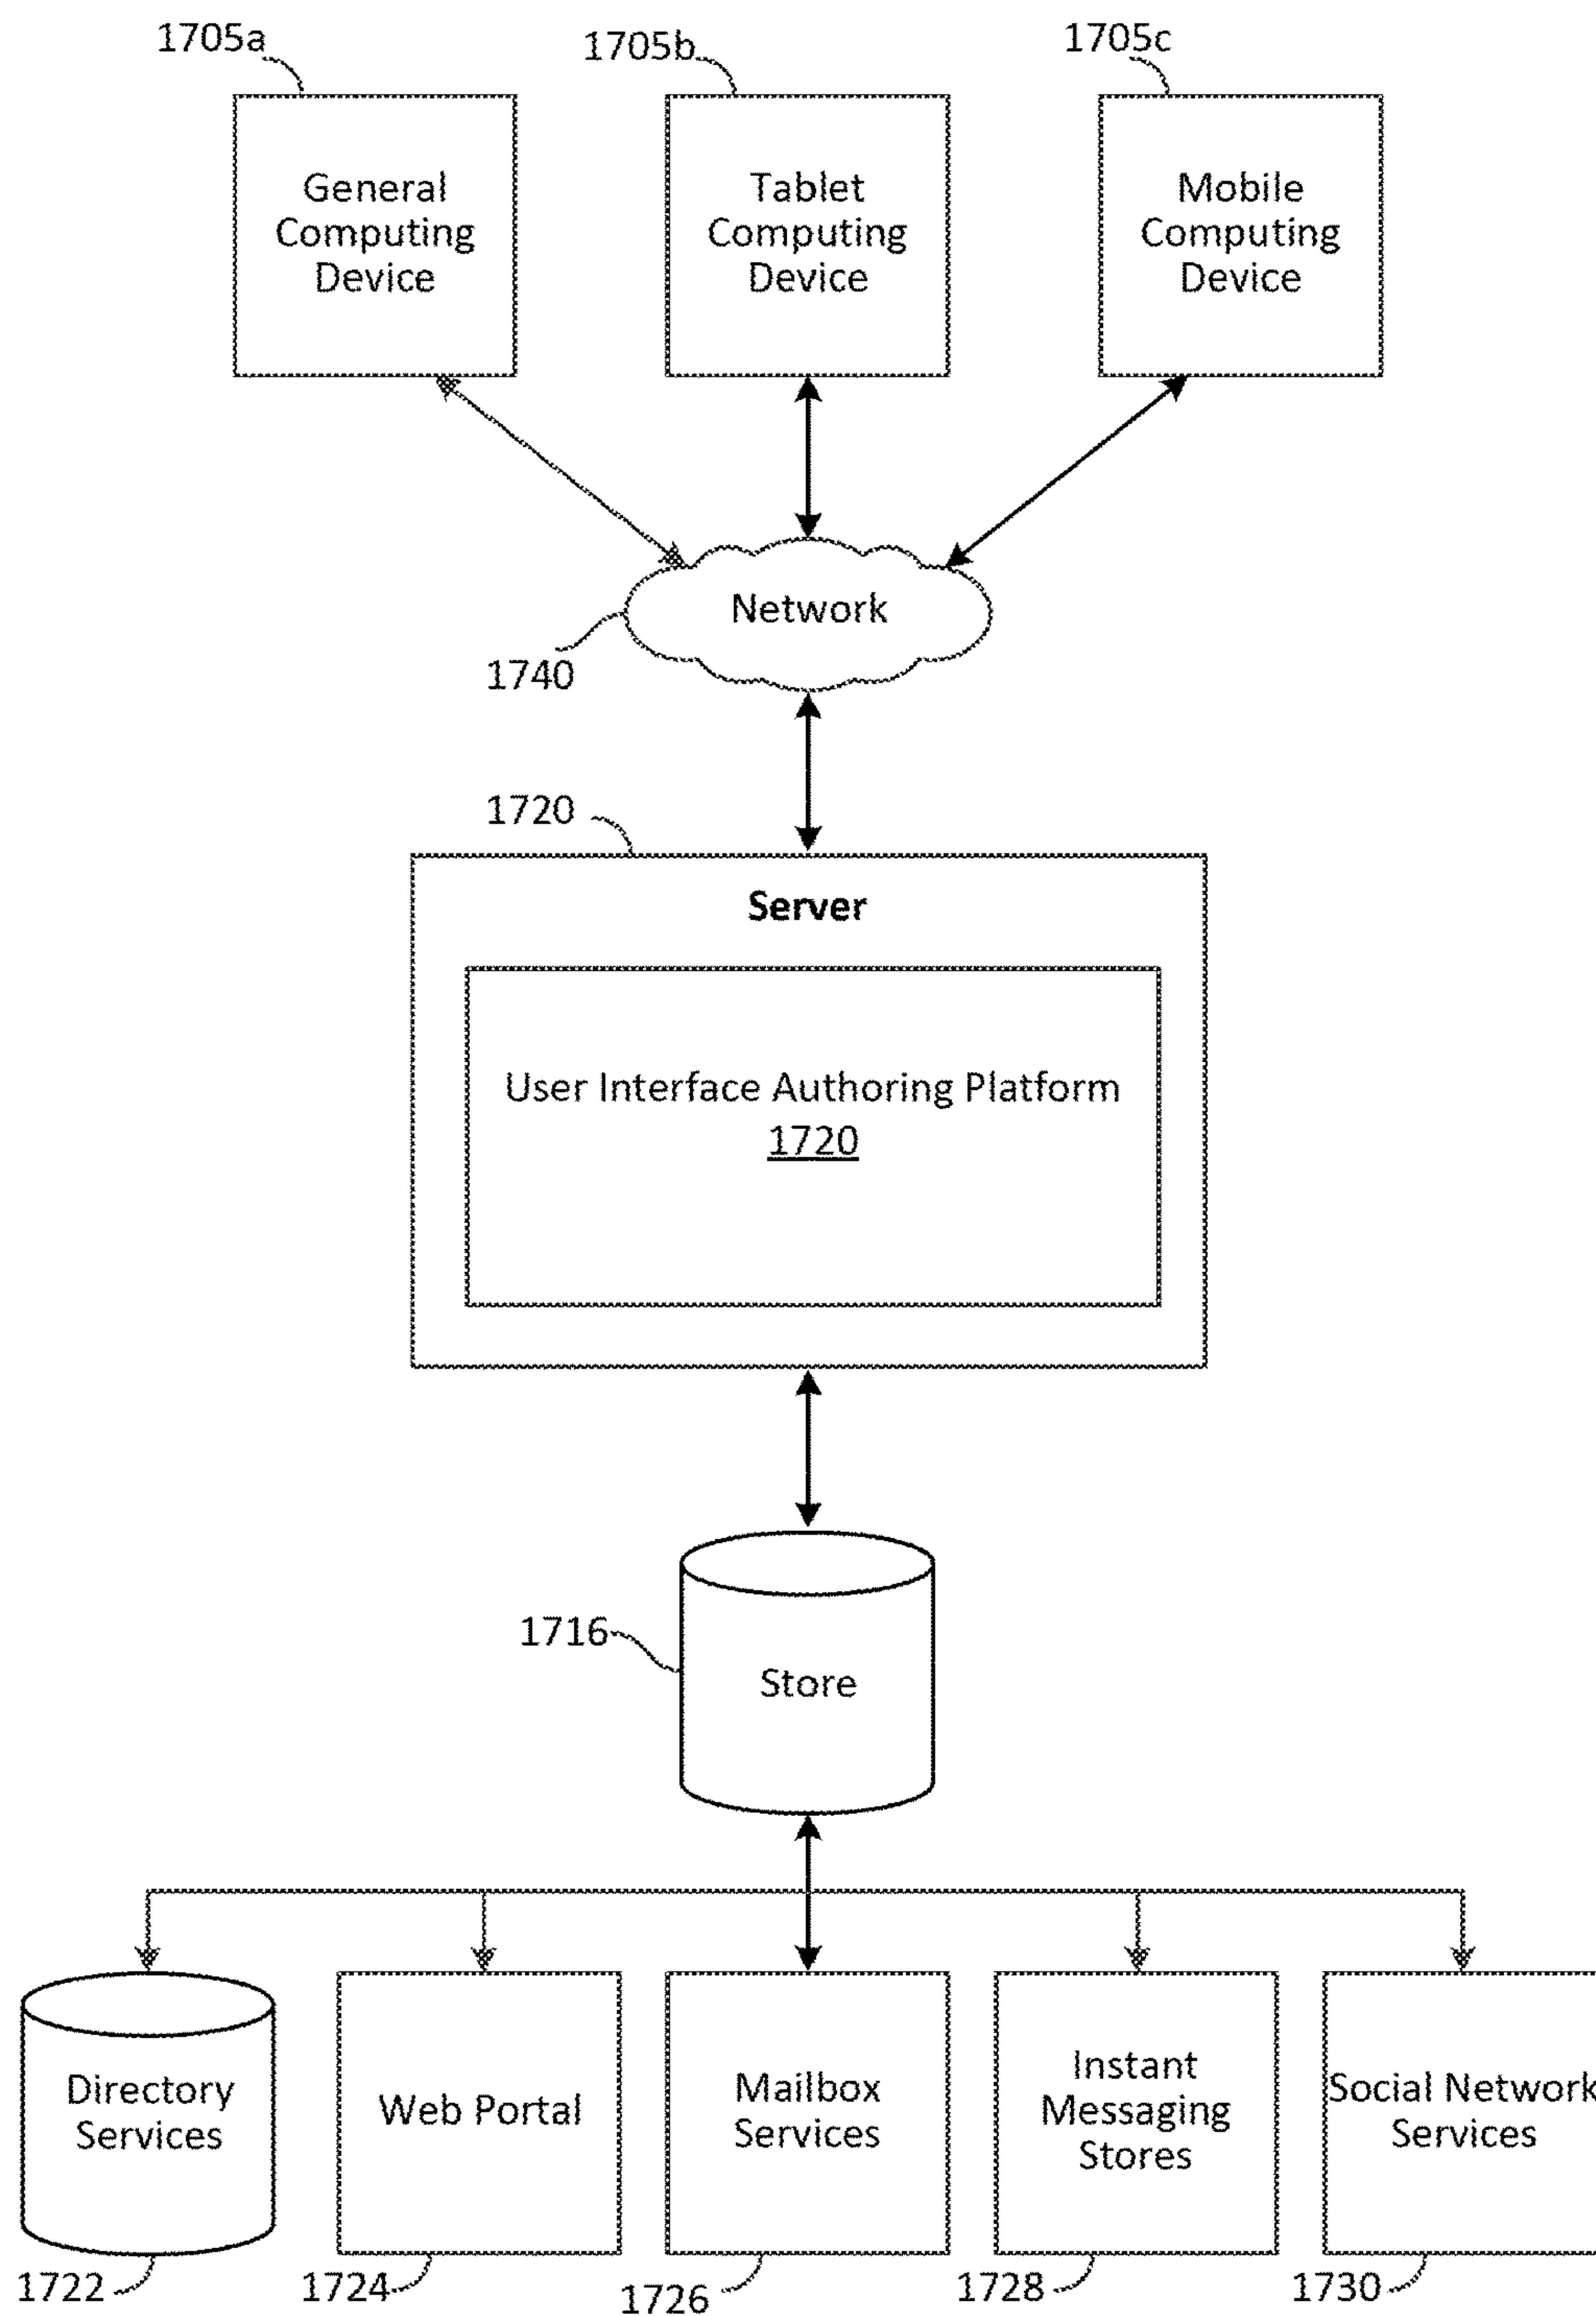 1705a
1705b
1705c
General
Computing
Device
Tablet
Computing
Device
Mobile
Computing
Device
Network
1740
1720
Server
User Interface Authoring Platform
1720
1716
Store
Directory
Services
Web Portal
Mailbox
Services
Instant
Messaging
Stores
Social Network
Services
1722
1724
1726
1728
1730